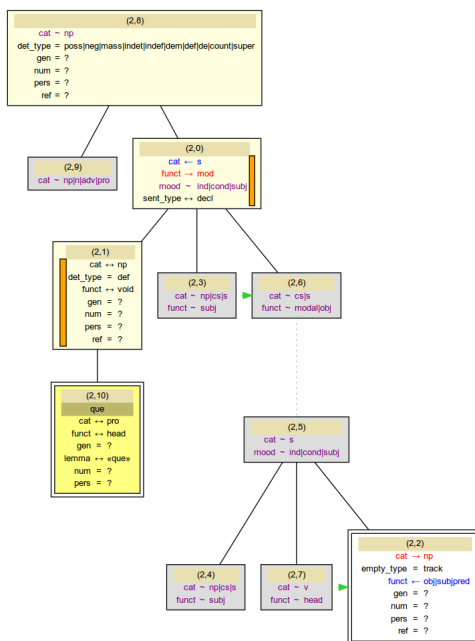 (2,8)
cat ~ np
det_type = poss|neg|mass|indet|indef|dem|def|de|count|super
gen = ?
num = ?
pers = ?
ref = ?
(2,9)
cat ~ np|n|adv|pro
(2,0)
cat ← s
funct → mod
mood ~ ind|cond|subj
sent_type ↔ decl
(2,1)
cat ↔ np
det_type = def
funct ↔ void
gen = ?
num = ?
pers = ?
ref = ?
(2,3)
cat ~ np|cs|s
funct ~ subj
(2,6)
cat ~ cs|s
funct ~ modal|obj
(2,10)
que
cat ↔ pro
funct ↔ head
gen = ?
lemma ↔ «que»
num = ?
pers = ?
(2,5)
cat ~ s
mood ~ ind|cond|subj
(2,4)
cat ~ np|cs|s
funct ~ subj
(2,7)
cat ~ v
funct ~ head
(2,2)
cat → np
empty_type = track
funct ← obj|subj|pred
gen = ?
num = ?
pers = ?
ref = ?